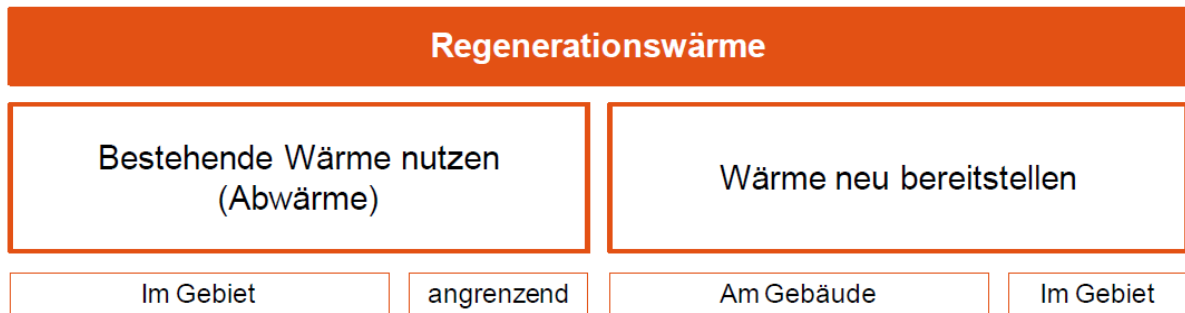 Regenerationswärme
Bestehende Wärme nutzen
(Abwärme)
Wärme neu bereitstellen
Im Gebiet
angrenzend
Am Gebäude
Im Gebiet